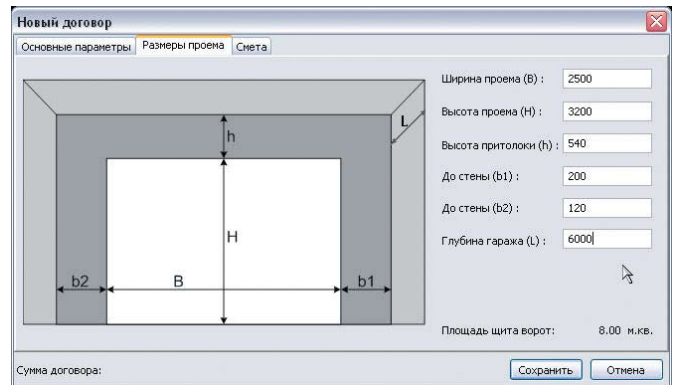 Новый договор
Основные параметры Размеры проема Смета
Ширина проема (B) : 2500
Высота проема (H) : 3200
Высота притолоки (h) : 540
До стены (b1) : 200
До стены (b2) : 120
Глубина гаража (L) : 6000
L
h
H
b2 B b1
Площадь щита ворот: 8.00 м.кв.
Сумма договора: Сохранить Отмена